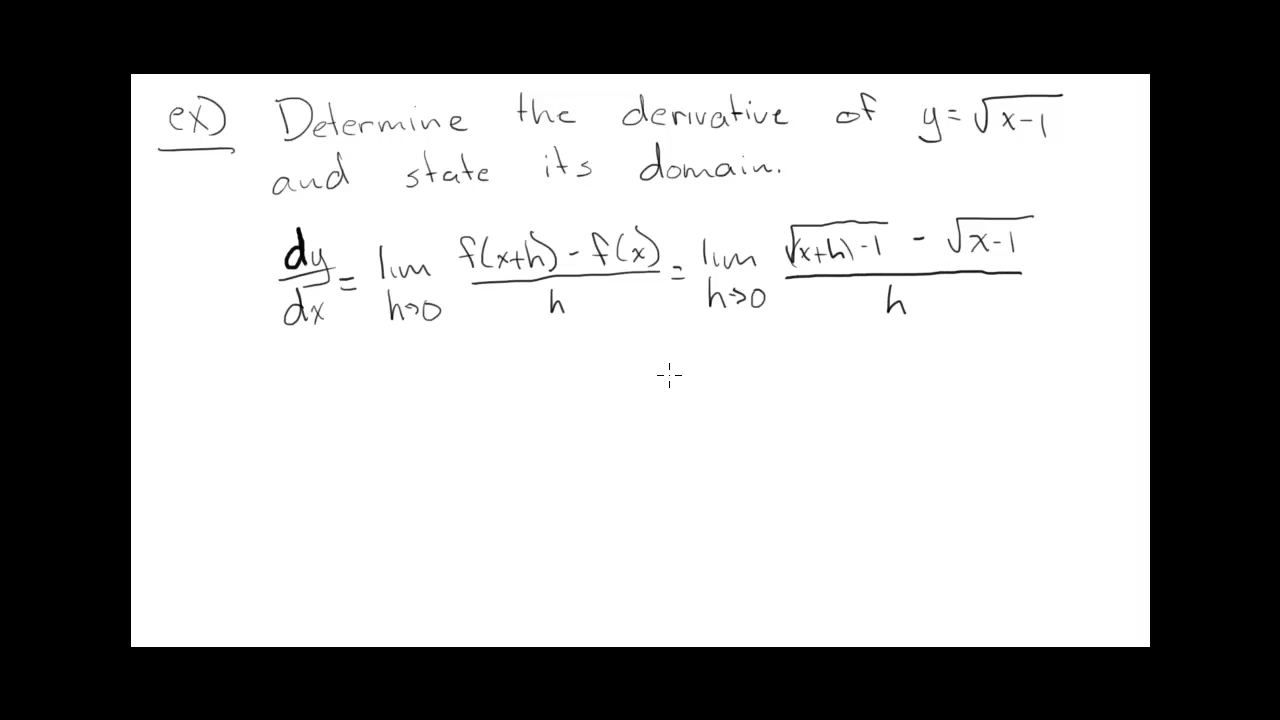 ex) Determine the derivative of y=√(x-1)
and state its domain.
dy/dx = lim h→0 (f(x+h) - f(x))/h = lim h→0 (√((x+h)-1) - √(x-1))/h